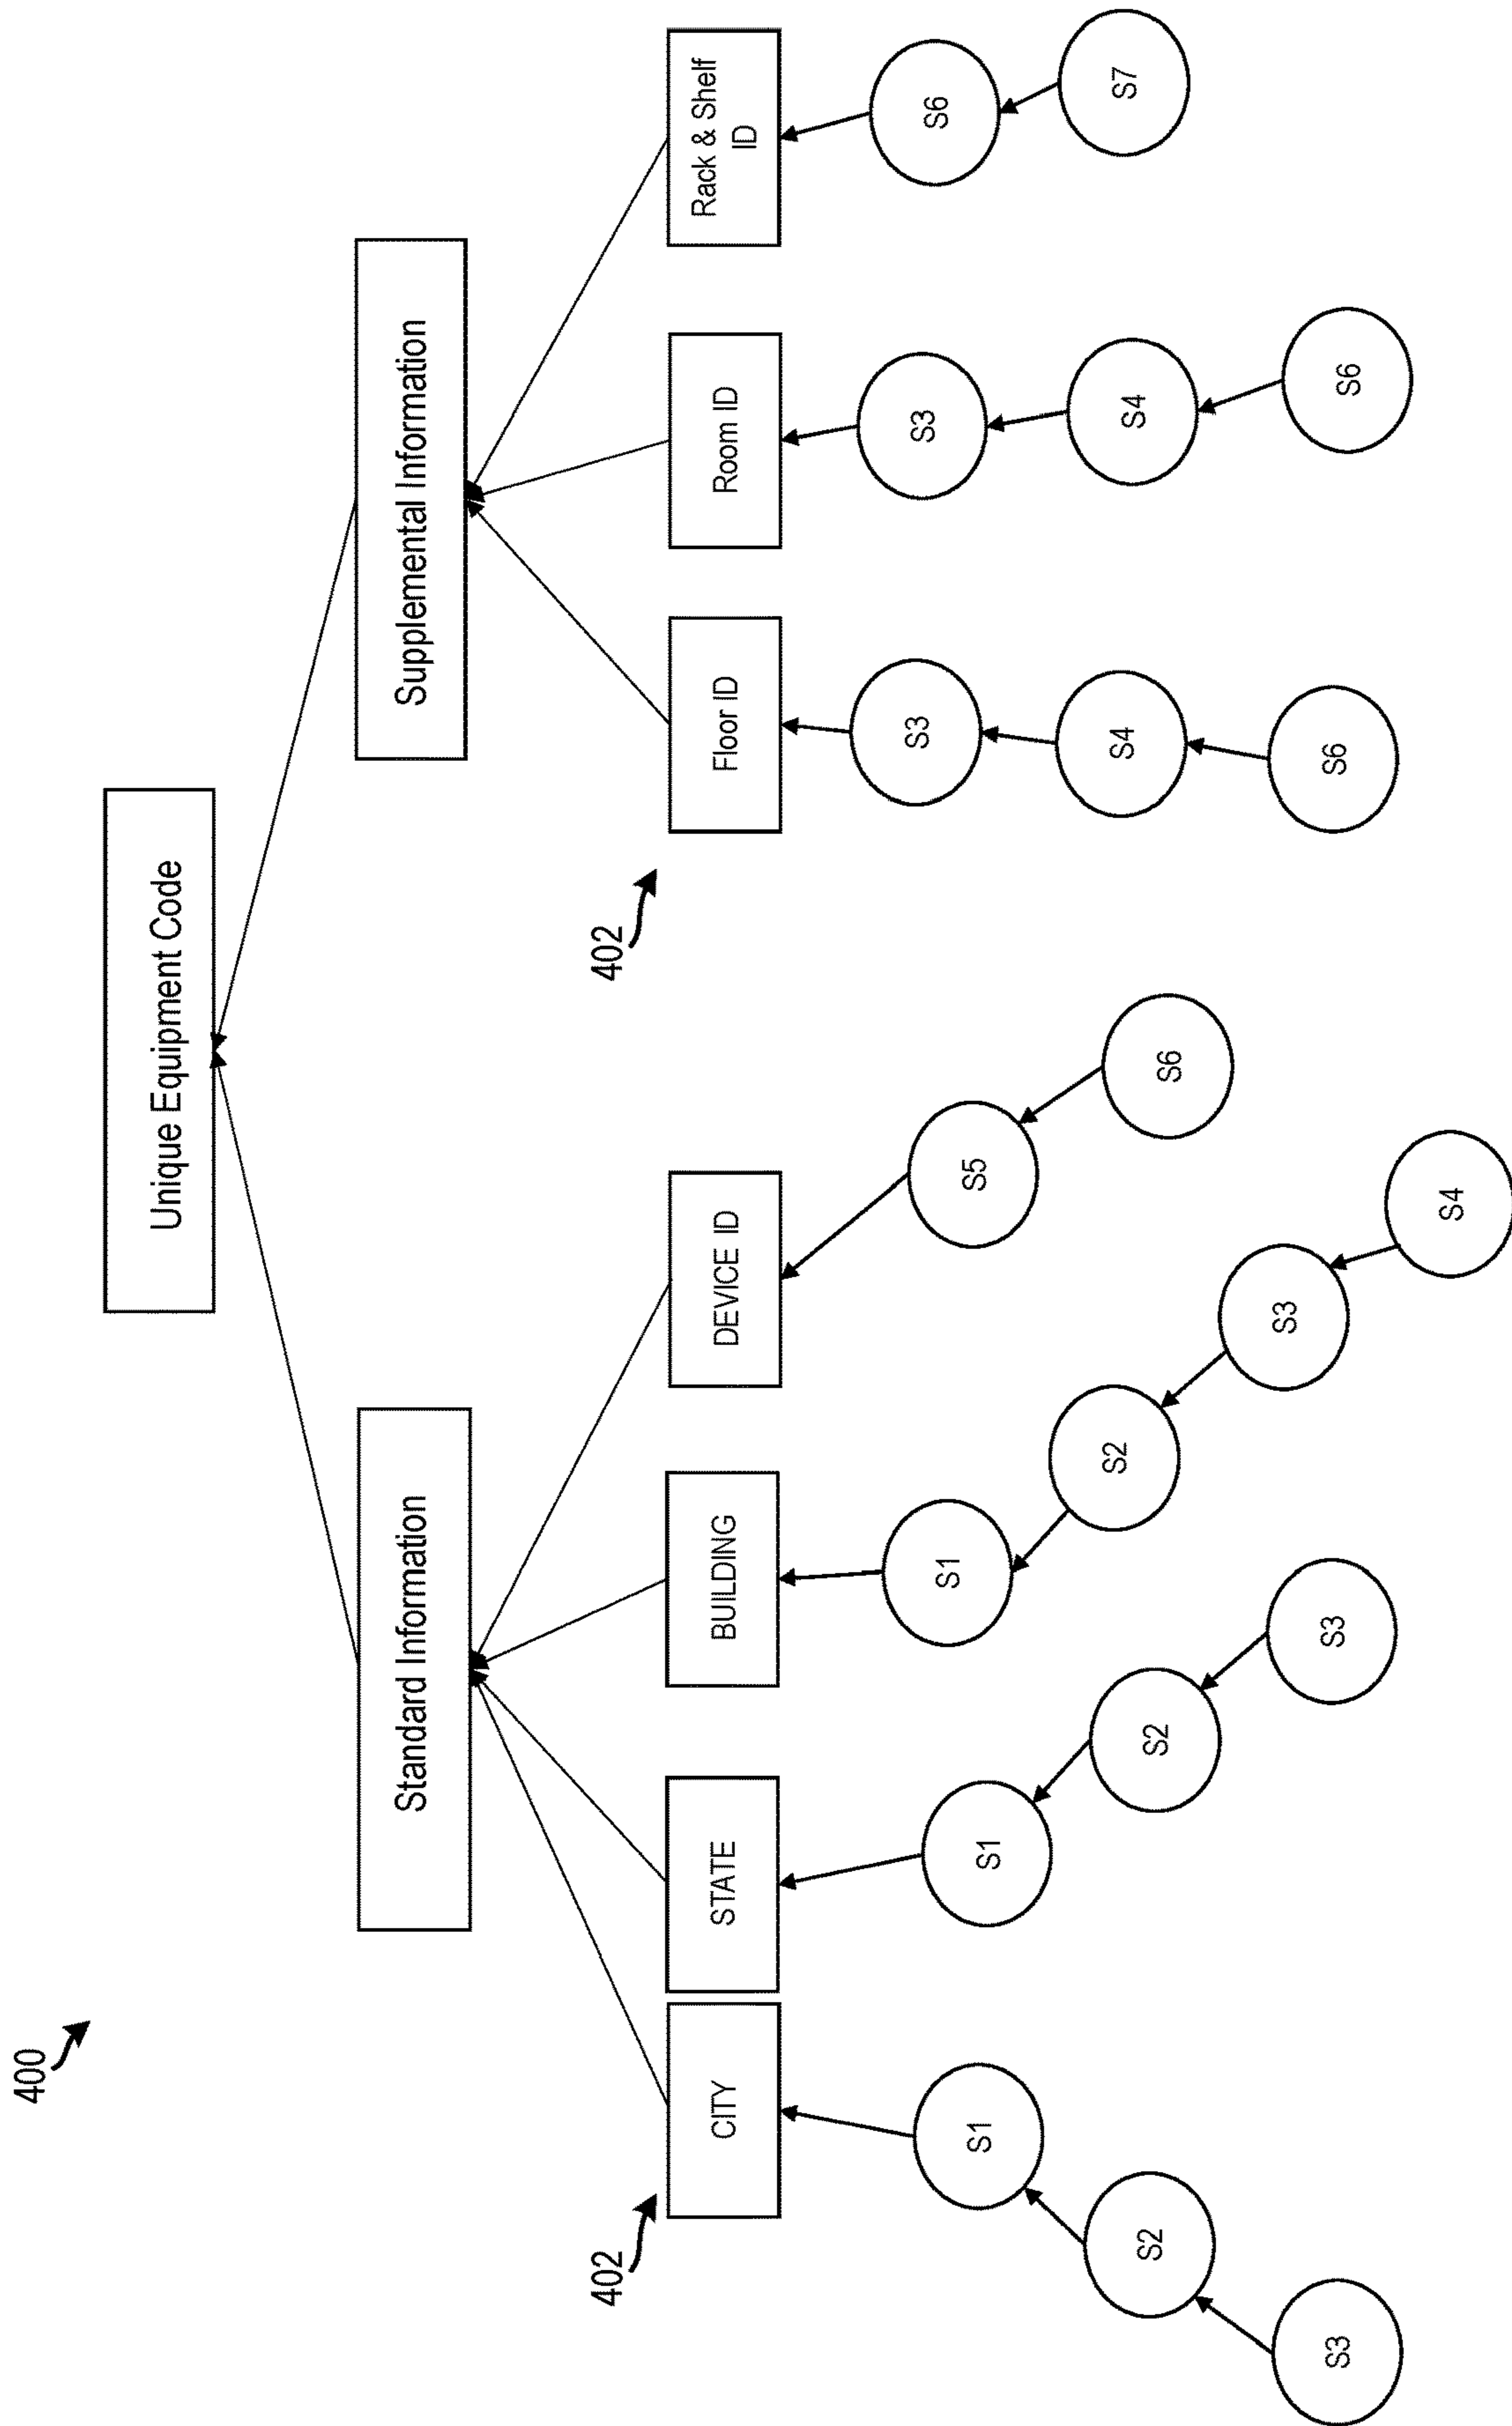 400
Unique Equipment Code
Standard Information
Supplemental Information
402
402
CITY
STATE
BUILDING
DEVICE ID
Floor ID
Room ID
Rack & Shelf
ID
S1
S2
S3
S1
S2
S3
S1
S2
S3
S4
S5
S6
S3
S4
S6
S3
S4
S6
S6
S7